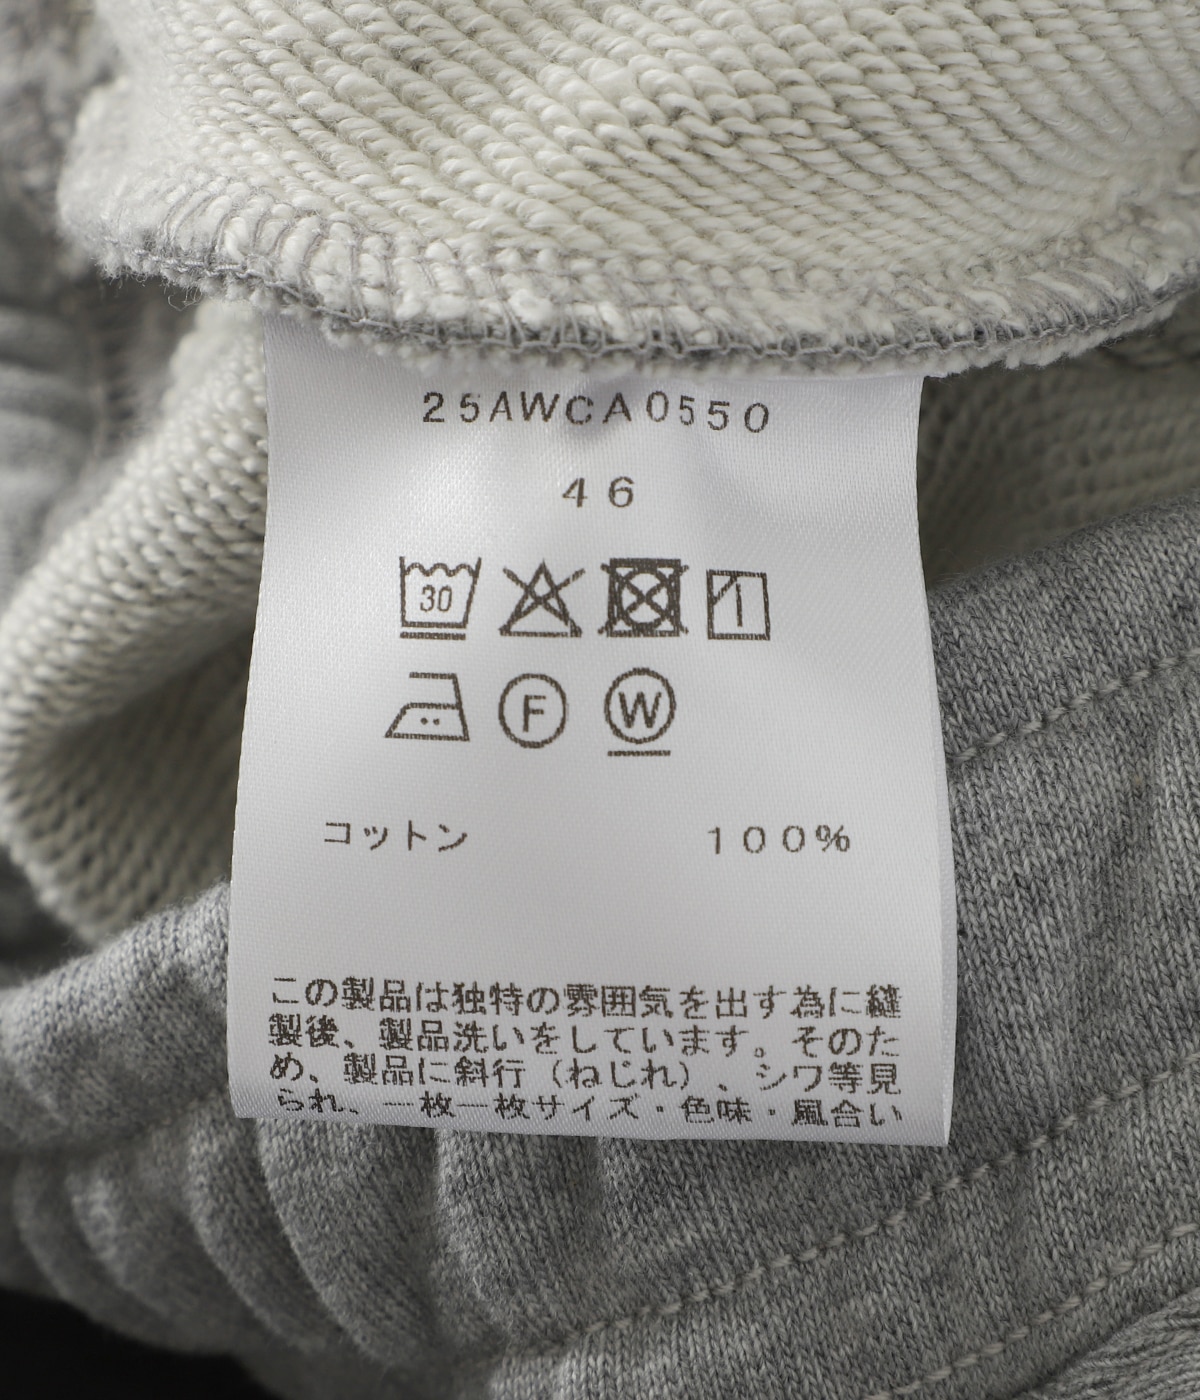 25AWCA0550
46
30
F W
コットン 100%
この製品は独特の雰囲気を出す為に縫
製後、製品洗いをしています。そのた
め、製品に斜行（ねじれ）、シワ等見
られ、一枚一枚サイズ・色味・風合い